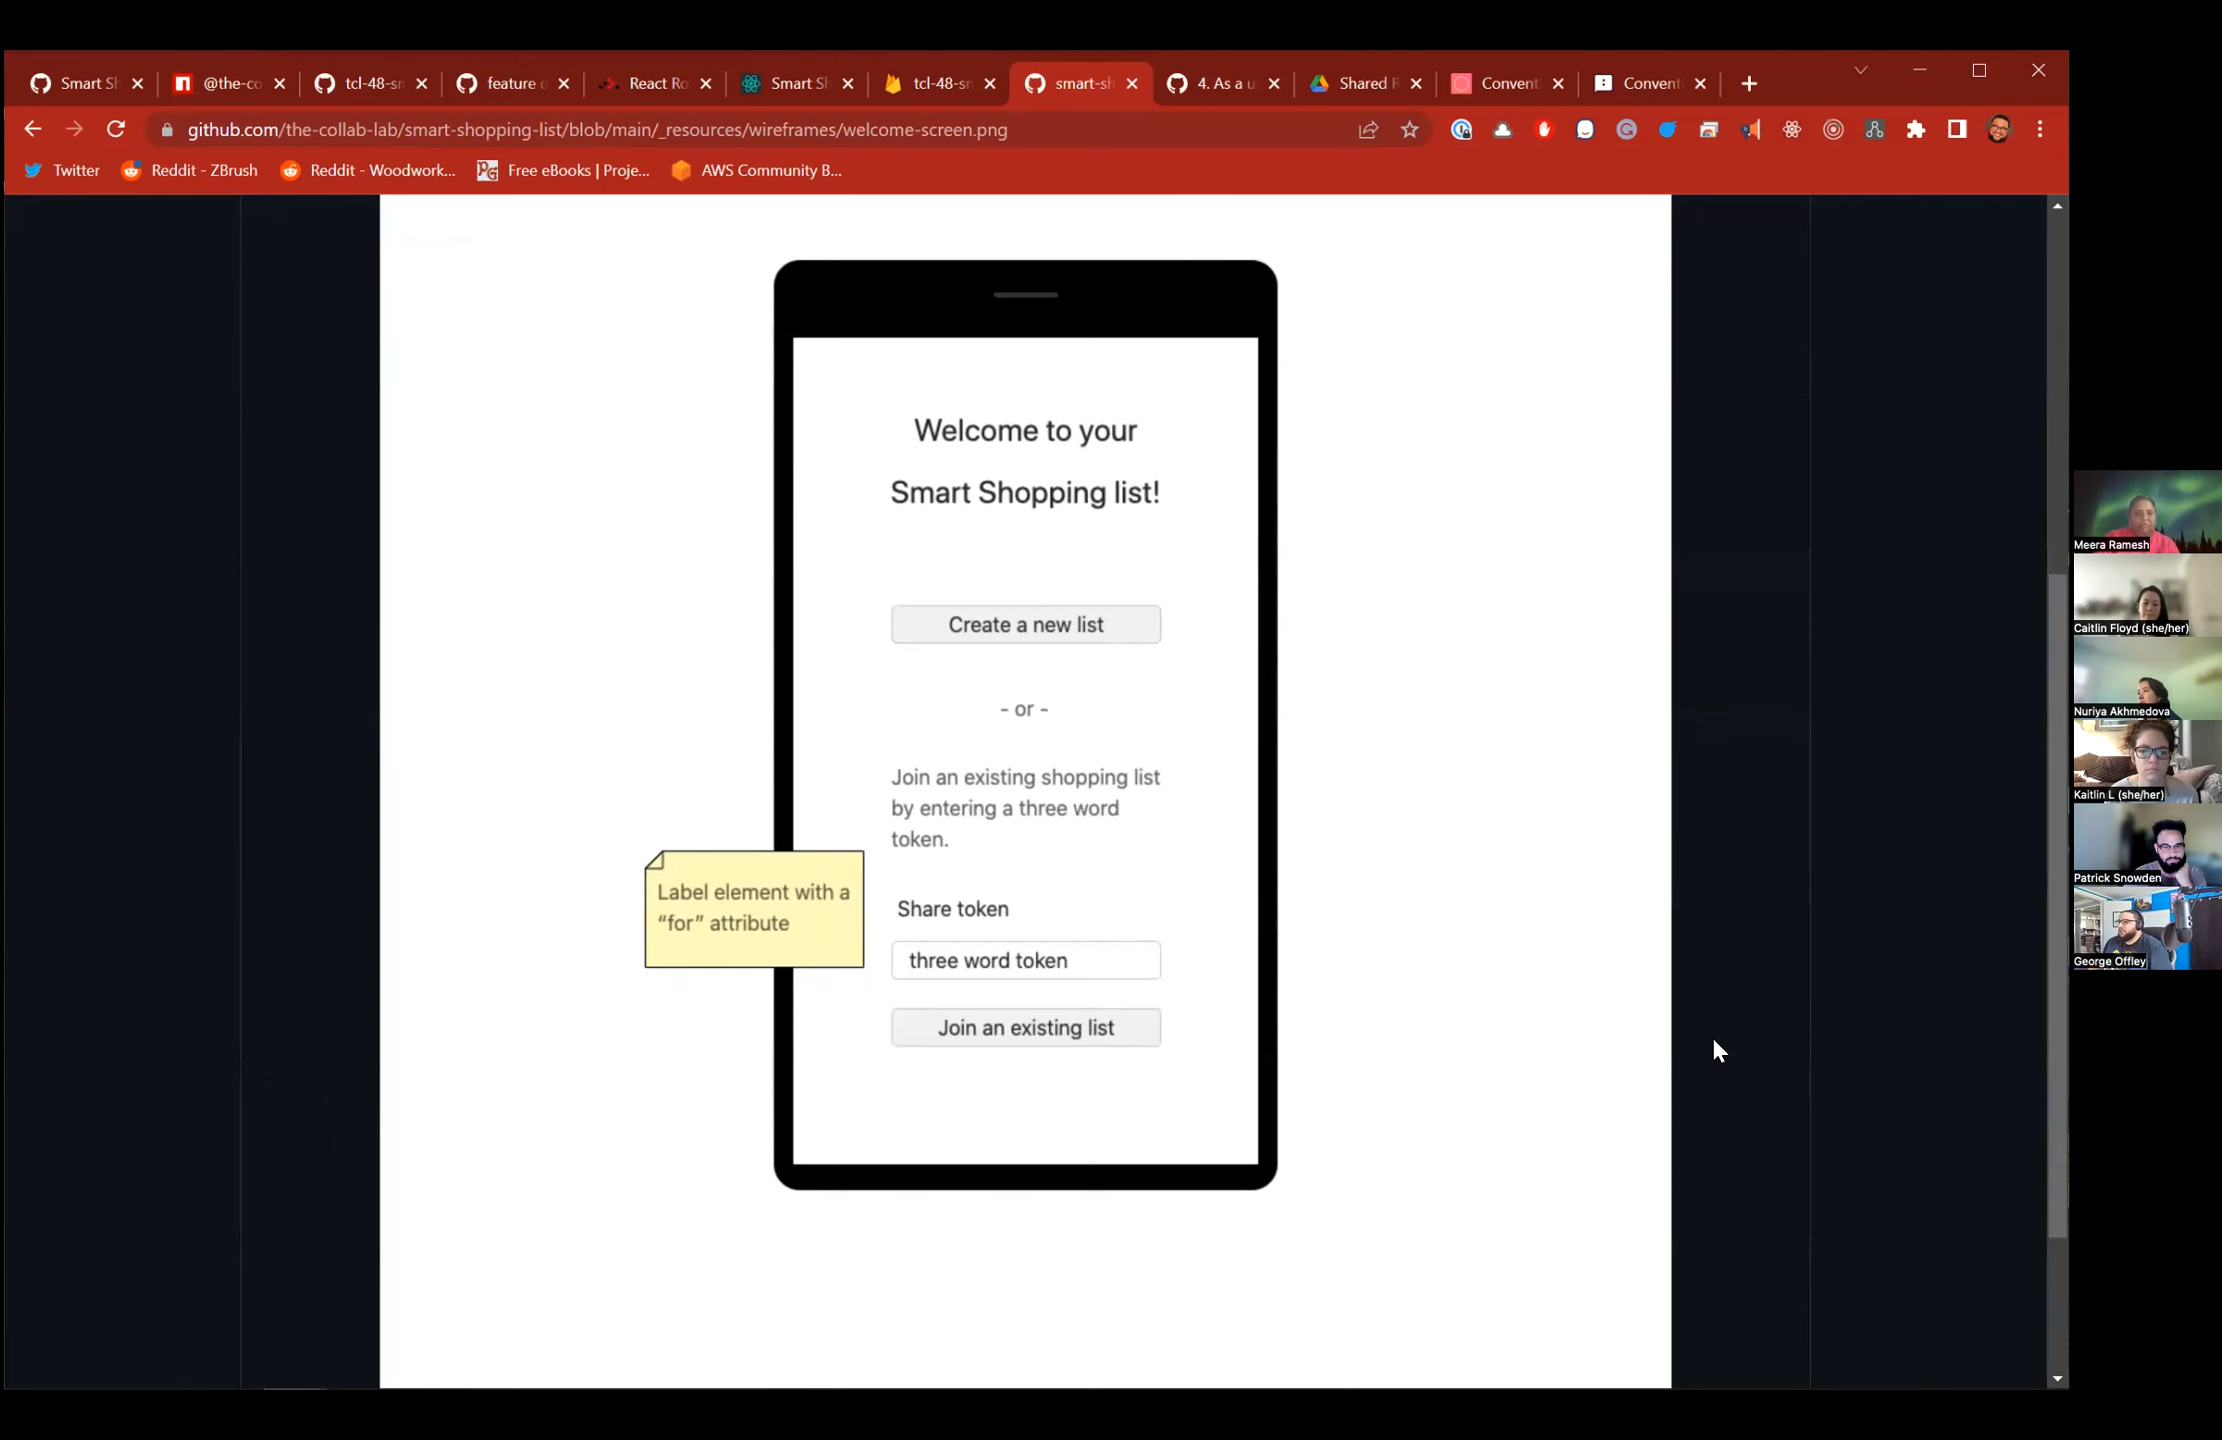 Smart Sh
@the-co
tcl-48-sm
feature c
React Ro
Smart Sh
tcl-48-sm
smart-sh
4. As a u
Shared F
Convent
Convent
github.com/the-collab-lab/smart-shopping-list/blob/main/_resources/wireframes/welcome-screen.png
Twitter
Reddit - ZBrush
Reddit - Woodwork...
Free eBooks | Proje...
AWS Community B...
Welcome to your
Smart Shopping list!
Create a new list
- or -
Join an existing shopping list
by entering a three word
token.
Label element with a
“for” attribute
Share token
three word token
Join an existing list
Meera Ramesh
Caitlin Floyd (she/her)
Nuriya Akhmedova
Kaitlin L (she/her)
Patrick Snowden
George Offley